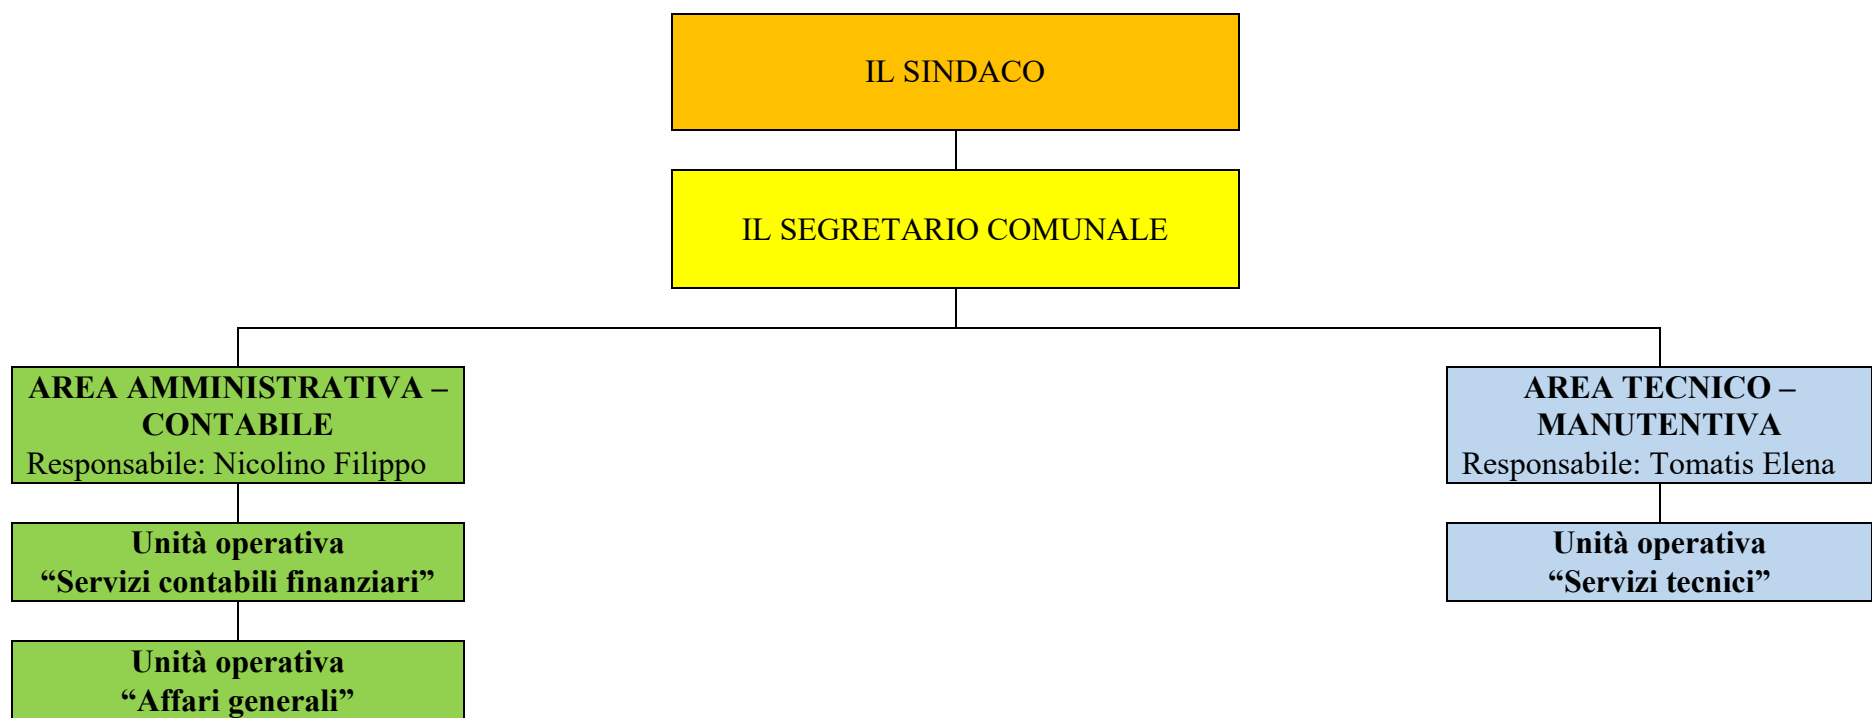 IL SINDACO
IL SEGRETARIO COMUNALE
AREA AMMINISTRATIVA –
CONTABILE
Responsabile: Nicolino Filippo
AREA TECNICO –
MANUTENTIVA
Responsabile: Tomatis Elena
Unità operativa
“Servizi contabili finanziari”
Unità operativa
“Servizi tecnici”
Unità operativa
“Affari generali”